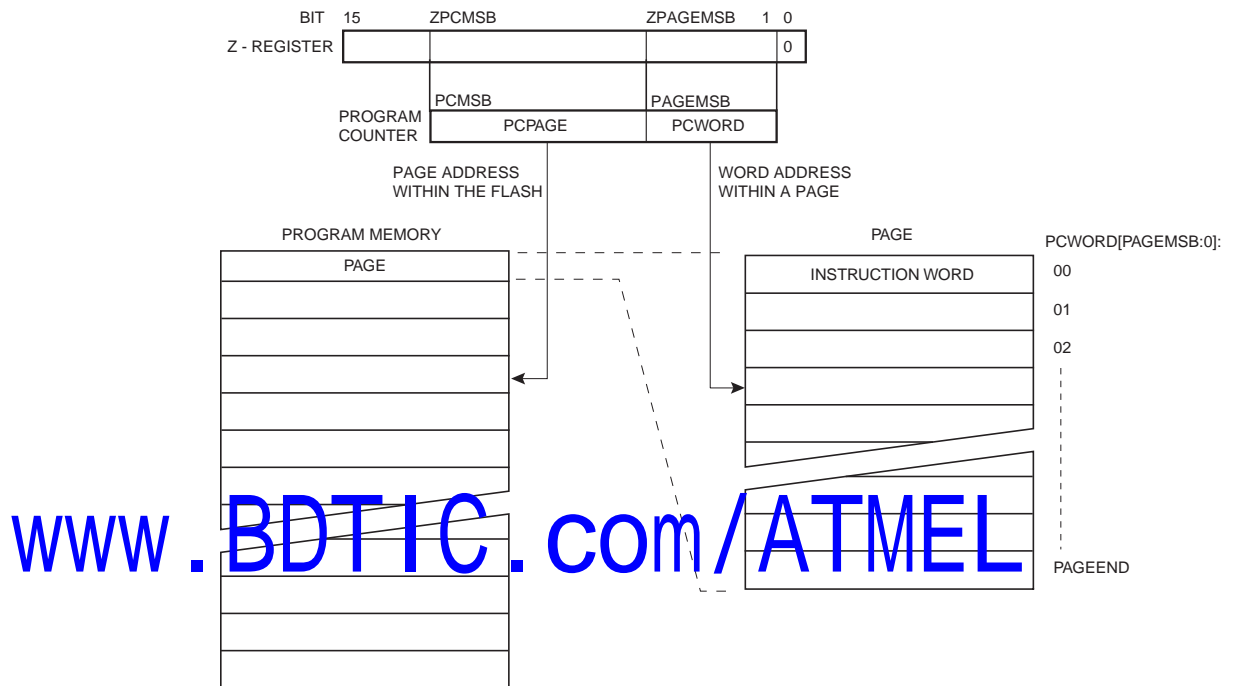 BIT 15 ZPCMSB ZPAGEMSB 1 0
Z - REGISTER 0
PCMSB PAGEMSB
PROGRAM
COUNTER
PCPAGE PCWORD
PAGE ADDRESS
WITHIN THE FLASH
WORD ADDRESS
WITHIN A PAGE
PROGRAM MEMORY
PAGE
PAGE
PCWORD[PAGEMSB:0]:
INSTRUCTION WORD
00
01
02
PAGEEND
www.BDTIC.com/ATMEL